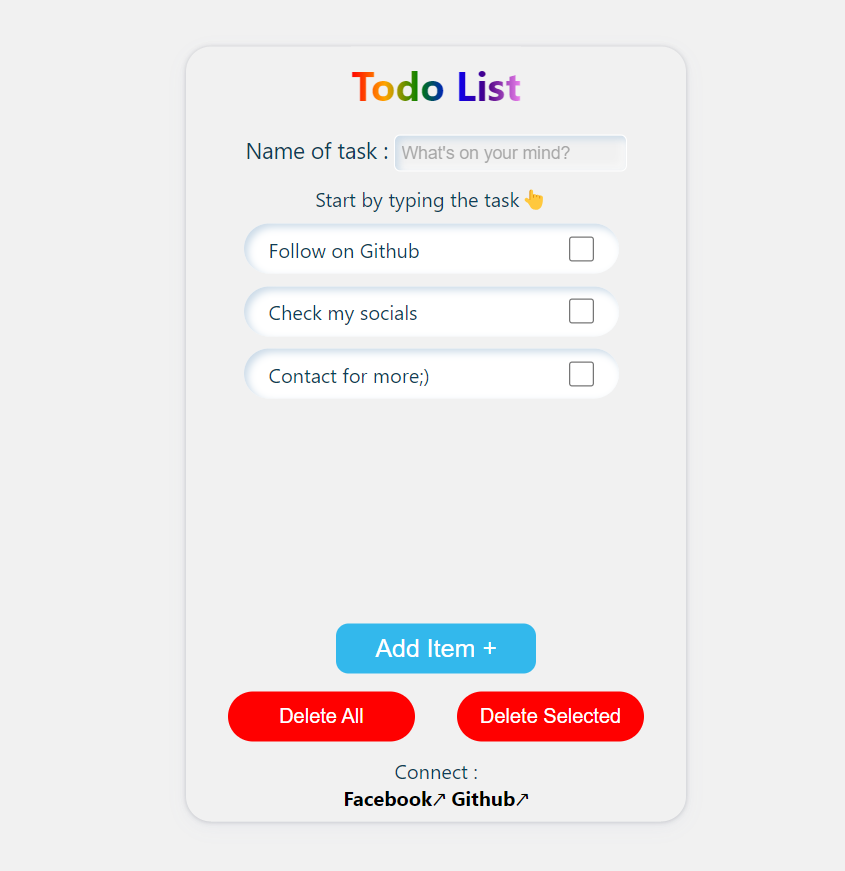 Todo List
Name of task : What's on your mind?
Start by typing the task 👆
Follow on Github
Check my socials
Contact for more;)
Add Item +
Delete All Delete Selected
Connect :
Facebook↗ Github↗